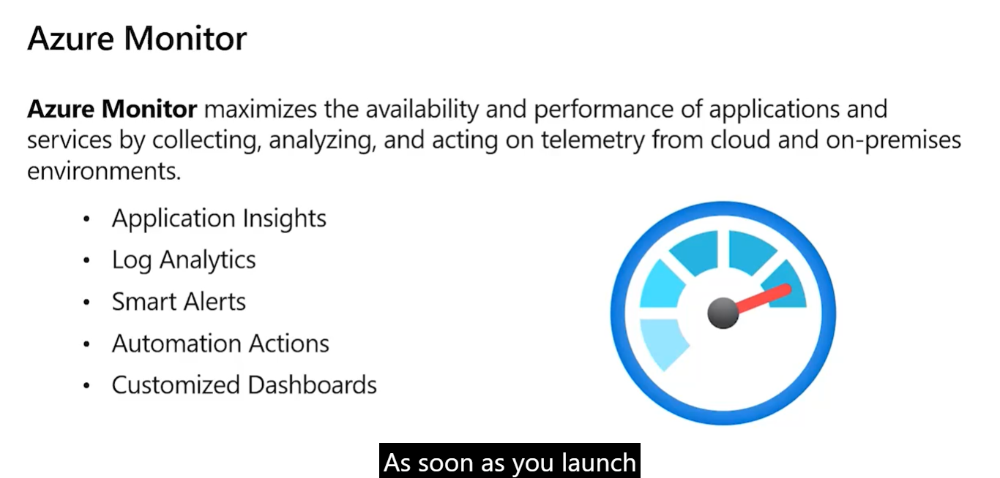 Azure Monitor
Azure Monitor maximizes the availability and performance of applications and
services by collecting, analyzing, and acting on telemetry from cloud and on-premises
environments.
• Application Insights
• Log Analytics
• Smart Alerts
• Automation Actions
• Customized Dashboards
As soon as you launch